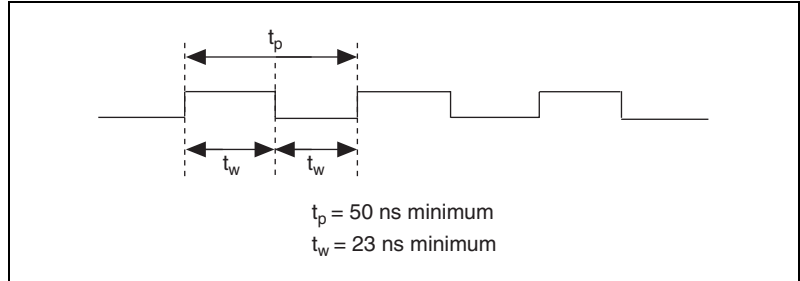 tp
tw tw
tp = 50 ns minimum
tw = 23 ns minimum